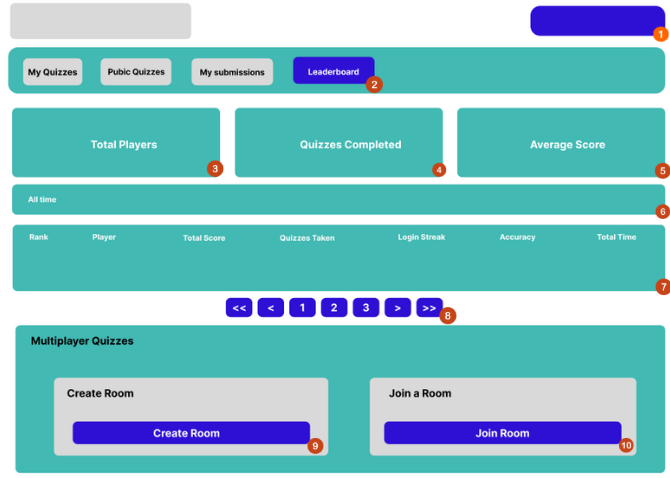 1
My Quizzes Pubic Quizzes My submissions Leaderboard
2
Total Players Quizzes Completed Average Score
3 4 5
All time
6
Rank Player Total Score Quizzes Taken Login Streak Accuracy Total Time
7
<< < 1 2 3 > >>
8
Multiplayer Quizzes
Create Room Join a Room
Create Room Join Room
9 10